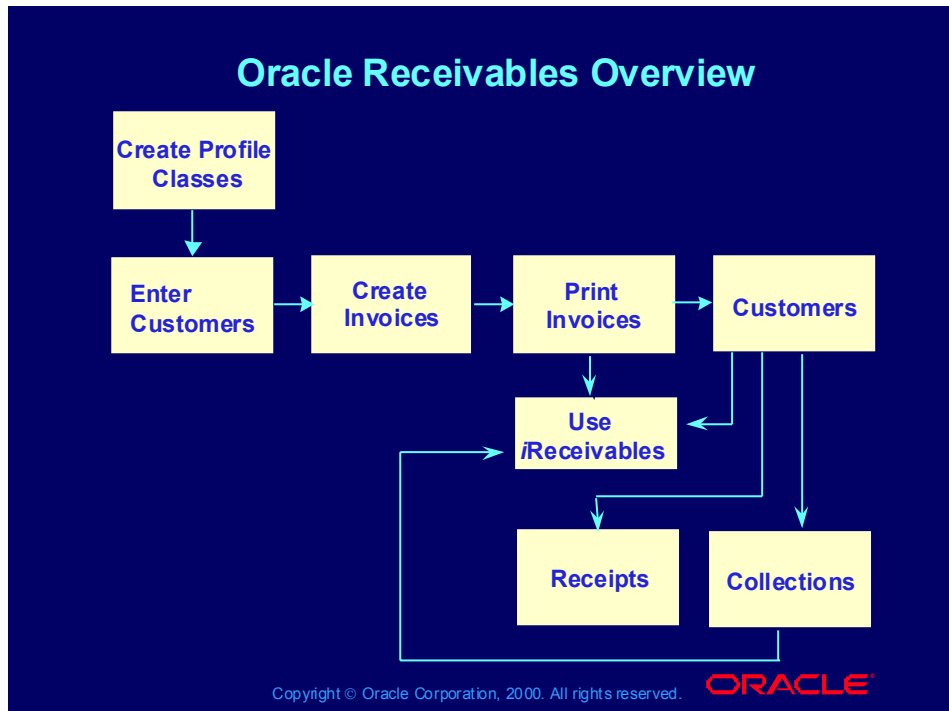 Oracle Receivables Overview
Create Profile
Classes
Enter
Customers
Create
Invoices
Print
Invoices
Customers
Use
iReceivables
Receipts
Collections
Copyright © Oracle Corporation, 2000. All rights reserved.
ORACLE®